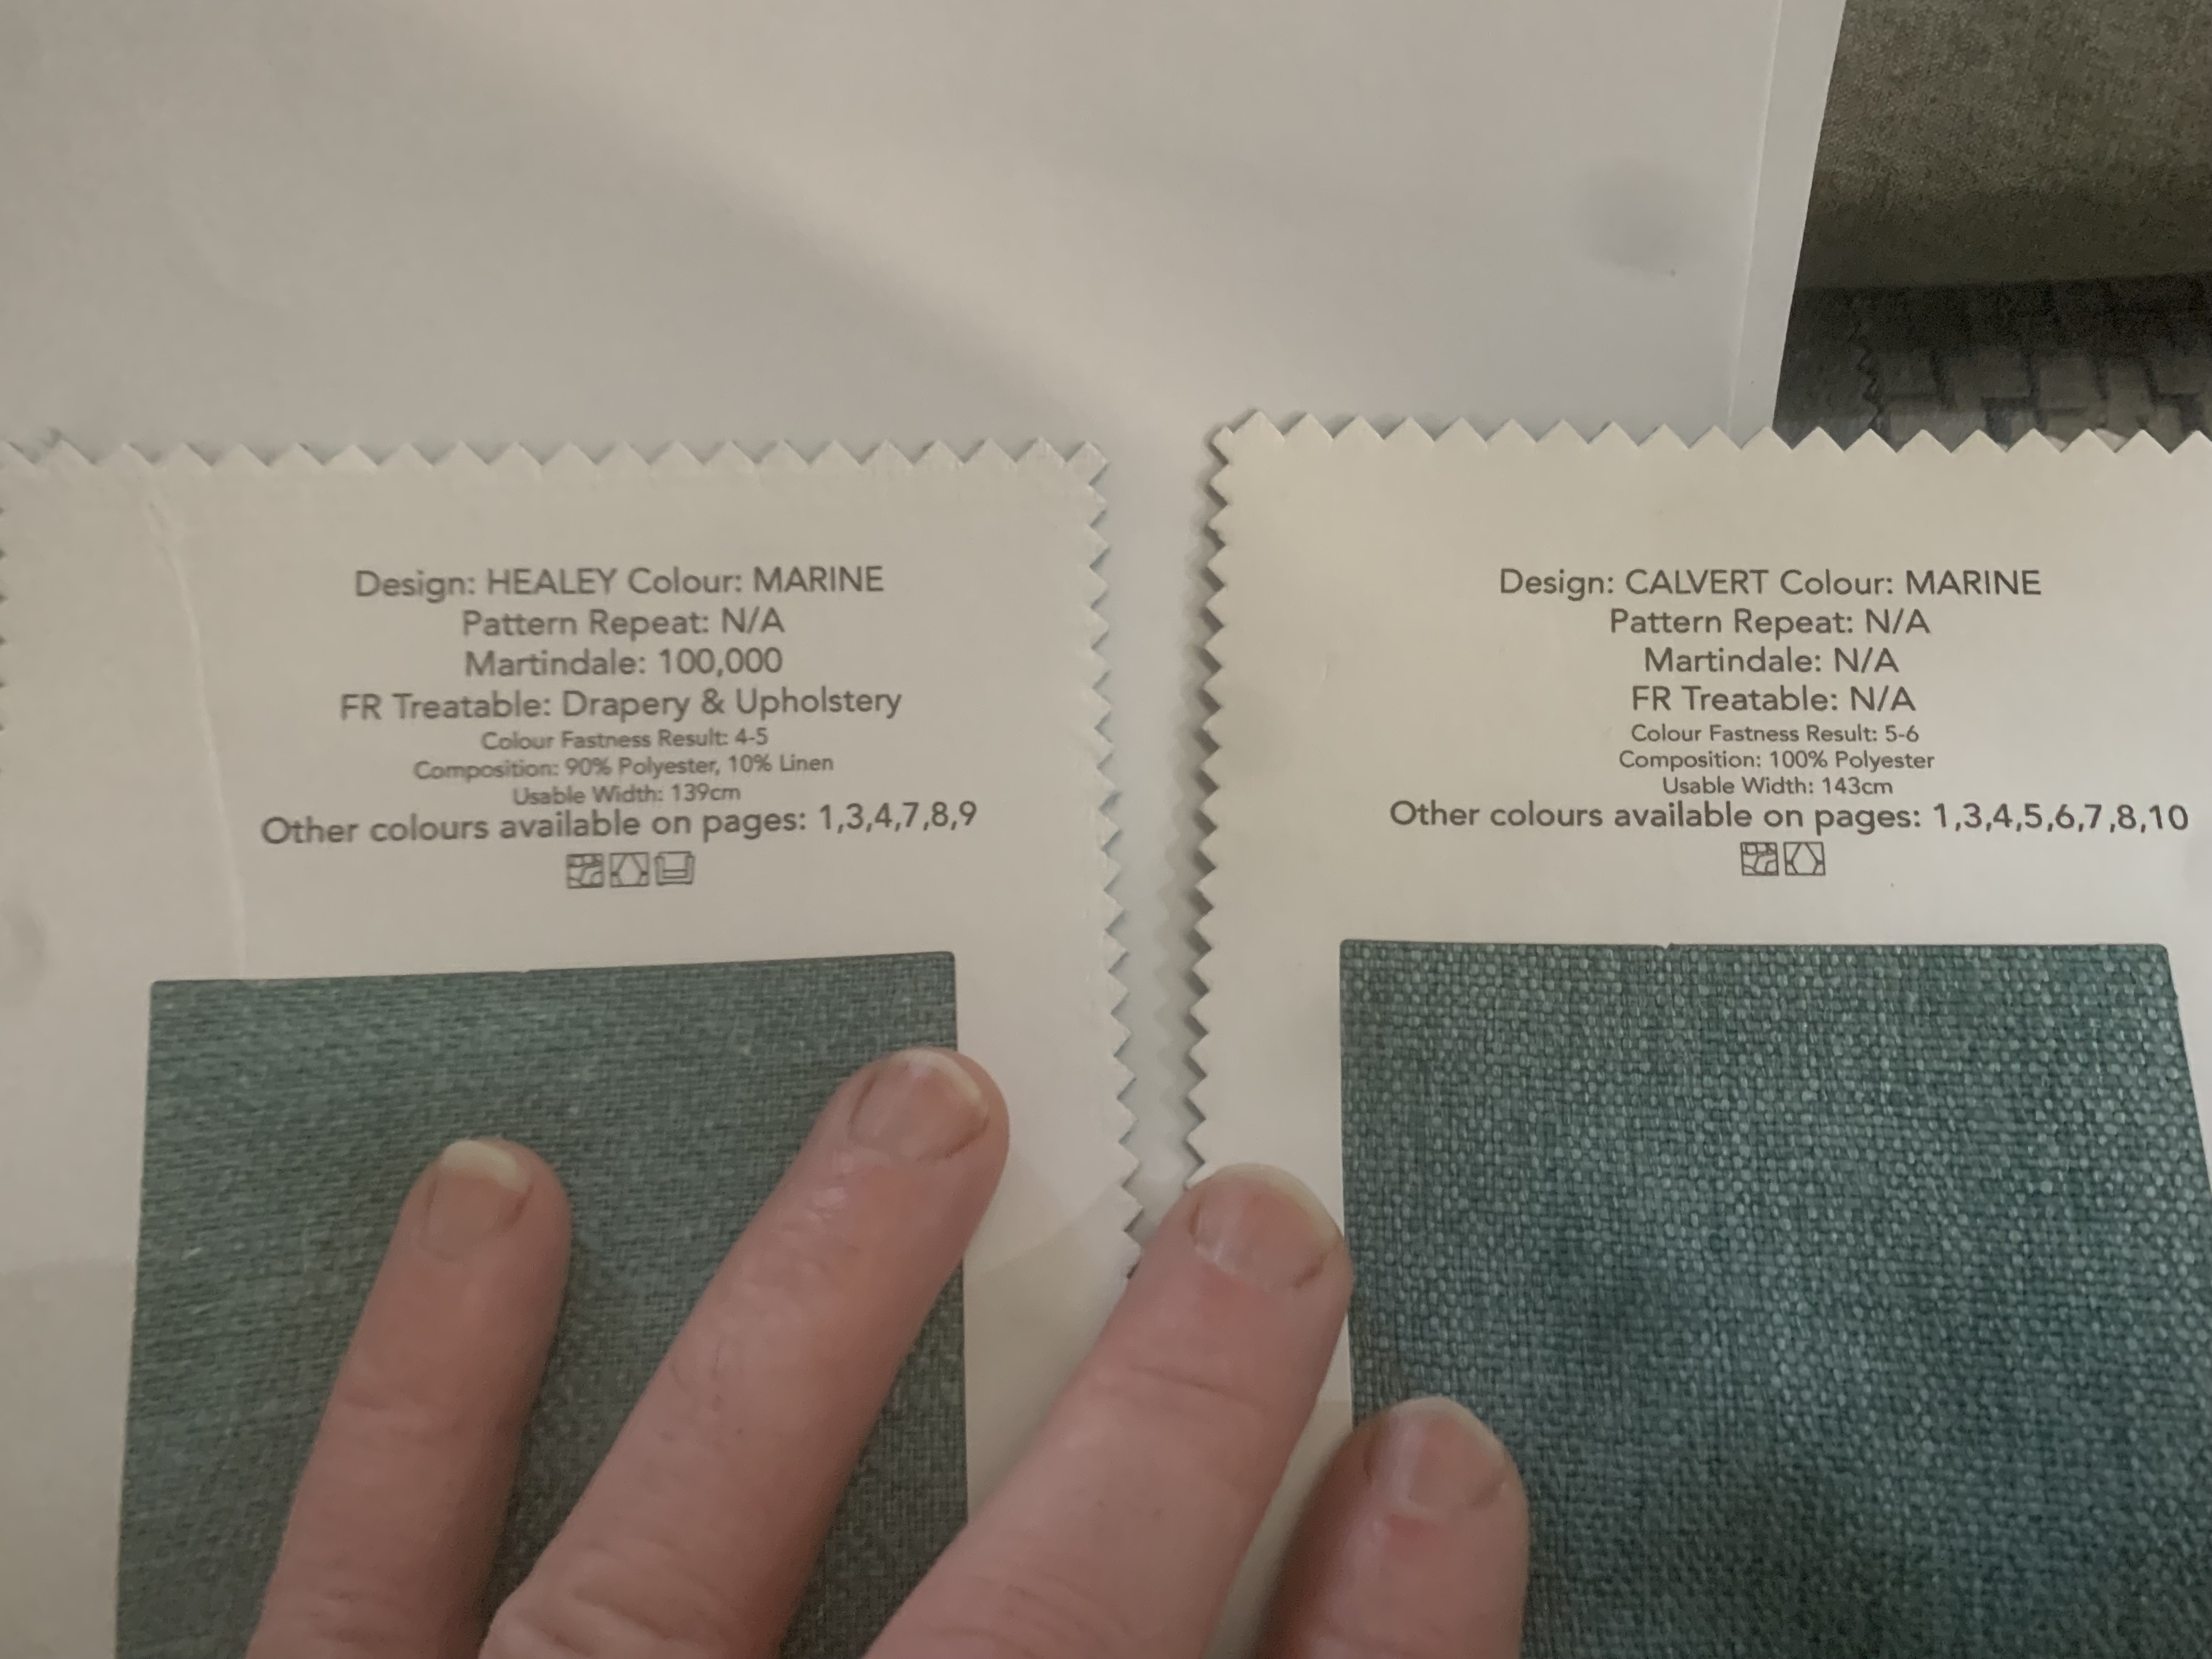 Design: HEALEY Colour: MARINE
Pattern Repeat: N/A
Martindale: 100,000
FR Treatable: Drapery & Upholstery
Colour Fastness Result: 4-5
Composition: 90% Polyester, 10% Linen
Usable Width: 139cm
Other colours available on pages: 1,3,4,7,8,9
Design: CALVERT Colour: MARINE
Pattern Repeat: N/A
Martindale: N/A
FR Treatable: N/A
Colour Fastness Result: 5-6
Composition: 100% Polyester
Usable Width: 143cm
Other colours available on pages: 1,3,4,5,6,7,8,10